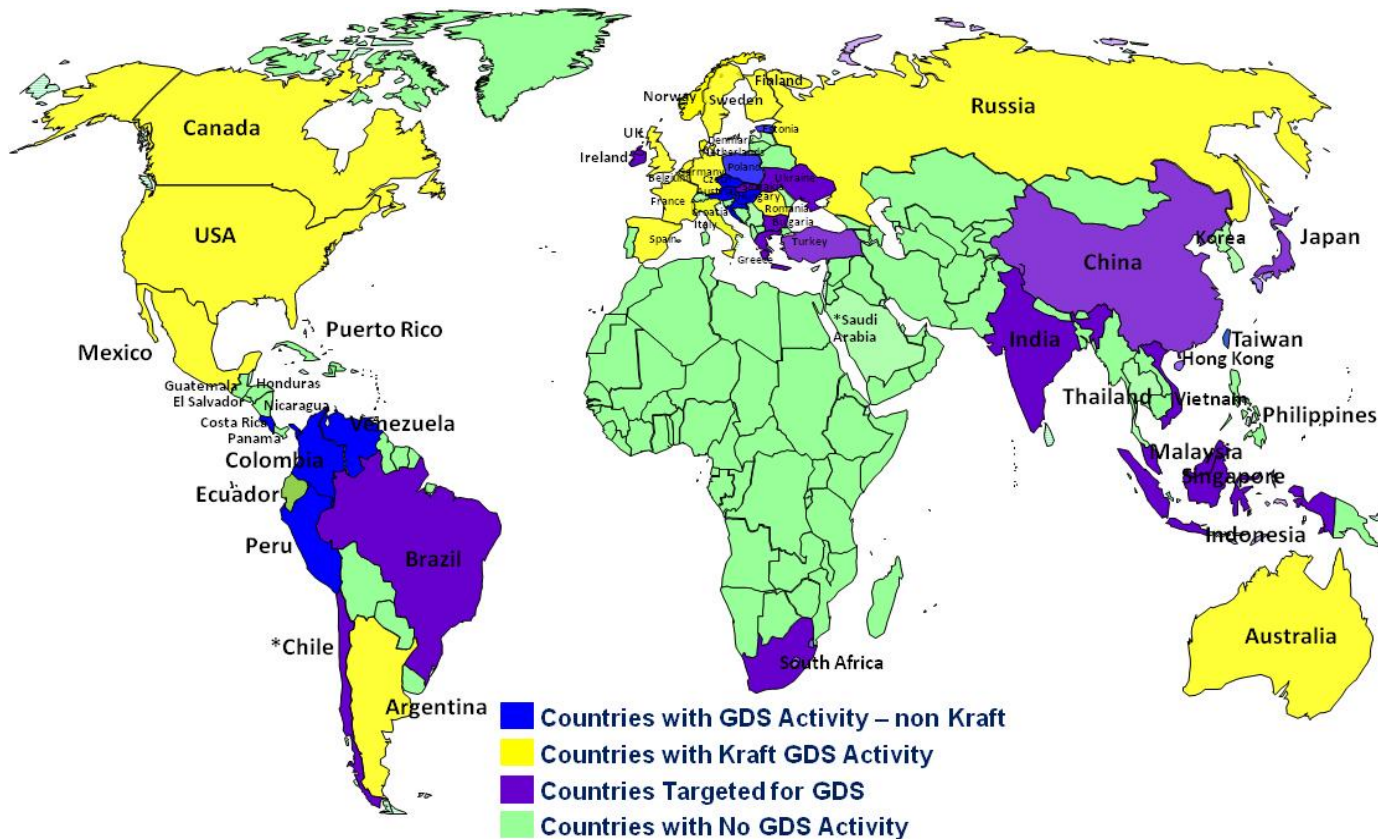 Canada
USA
Mexico
Puerto Rico
Guatemala
Honduras
El Salvador
Nicaragua
Costa Rica
Panama
Venezuela
Colombia
Ecuador
Peru
Brazil
*Chile
Argentina
Norway
Sweden
Finland
Russia
UK
Ireland
Denmark
Estonia
Netherlands
Poland
Belgium
Germany
Ukraine
France
Croatia
Romania
Italy
Bulgaria
Spain
Greece
Turkey
*Saudi
Arabia
South Africa
China
Korea
Japan
India
Taiwan
Hong Kong
Thailand
Vietnam
Philippines
Malaysia
Singapore
Indonesia
Australia
Countries with GDS Activity – non Kraft
Countries with Kraft GDS Activity
Countries Targeted for GDS
Countries with No GDS Activity